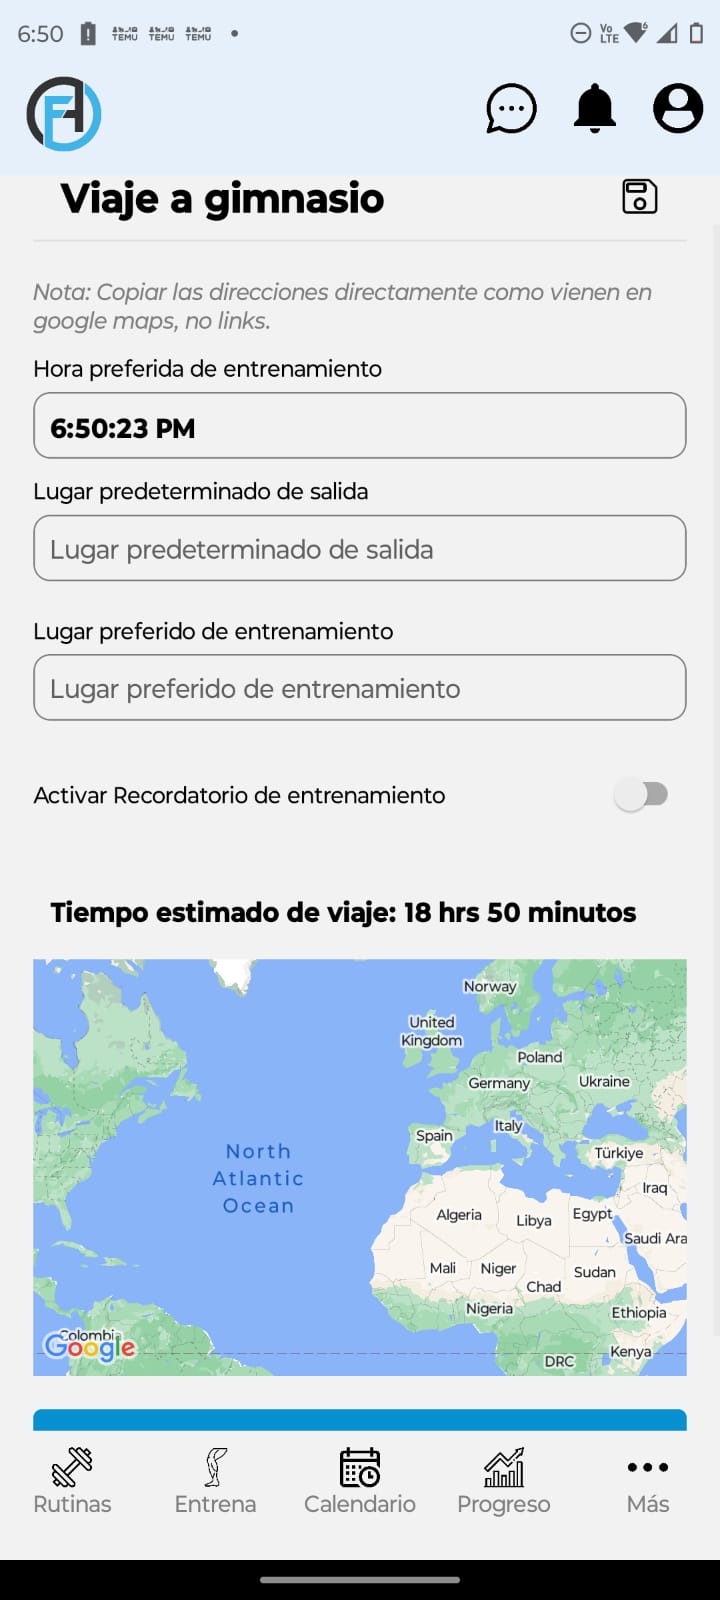 6:50
TEMU TEMU TEMU
Vo LTE 6
Viaje a gimnasio
Nota: Copiar las direcciones directamente como vienen en
google maps, no links.
Hora preferida de entrenamiento
6:50:23 PM
Lugar predeterminado de salida
Lugar predeterminado de salida
Lugar preferido de entrenamiento
Lugar preferido de entrenamiento
Activar Recordatorio de entrenamiento
Tiempo estimado de viaje: 18 hrs 50 minutos
Norway
United
Kingdom
Poland
Germany
Ukraine
Italy
Spain
Türkiye
North
Atlantic
Ocean
Iraq
Algeria
Libya
Egypt
Saudi Ara
Mali
Niger
Sudan
Chad
Nigeria
Ethiopia
Colombia
Google
Kenya
DRC
Rutinas
Entrena
Calendario
Progreso
Más